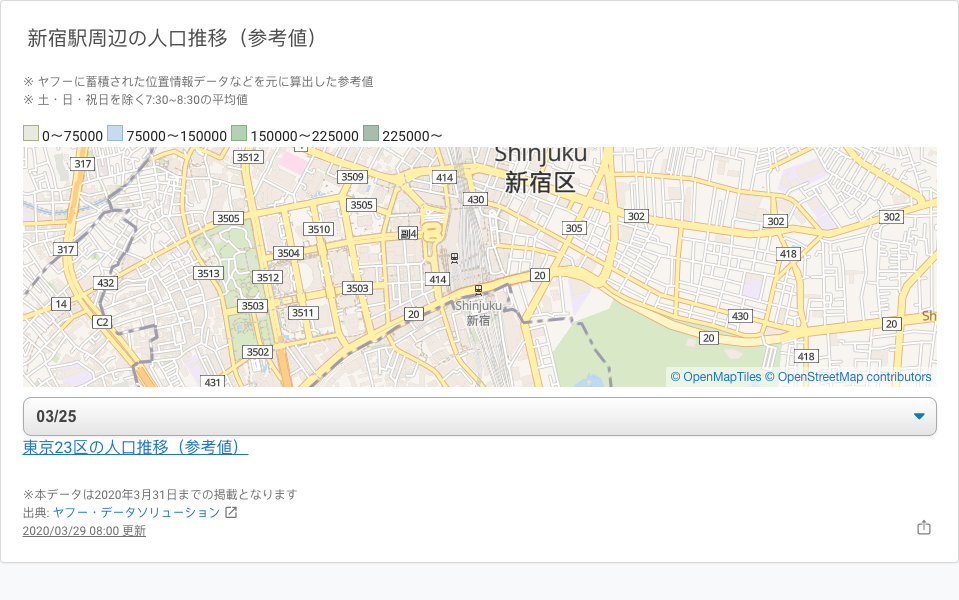 新宿駅周辺の人口推移（参考値）
※ ヤフーに蓄積された位置情報データなどを元に算出した参考値
※ 土・日・祝日を除く7:30~8:30の平均値
0～75000 75000～150000 150000～225000 225000～
Shinjuku
新宿区
317
3512
3509
414
3505
430
3505
302
302
302
3510
305
副4
317
3504
418
3513
3512
414
20
432
3503
14
3503
3511
20
Shinjuku
新宿
430
Sh
C2
20
20
3502
418
431
© OpenMapTiles © OpenStreetMap contributors
03/25
東京23区の人口推移（参考値）
※本データは2020年3月31日までの掲載となります
出典: ヤフー・データソリューション
2020/03/29 08:00 更新